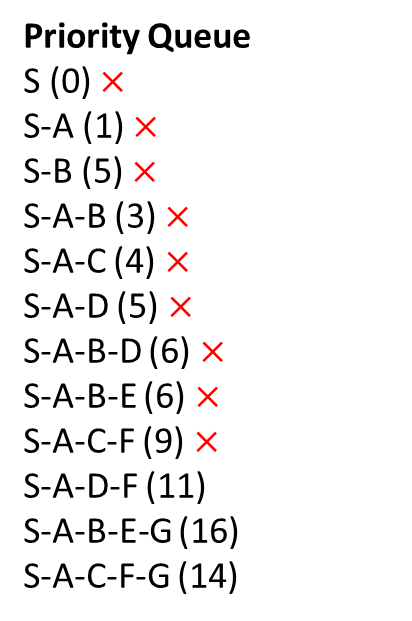 Priority Queue
S (0) ×
S-A (1) ×
S-B (5) ×
S-A-B (3) ×
S-A-C (4) ×
S-A-D (5) ×
S-A-B-D (6) ×
S-A-B-E (6) ×
S-A-C-F (9) ×
S-A-D-F (11)
S-A-B-E-G (16)
S-A-C-F-G (14)